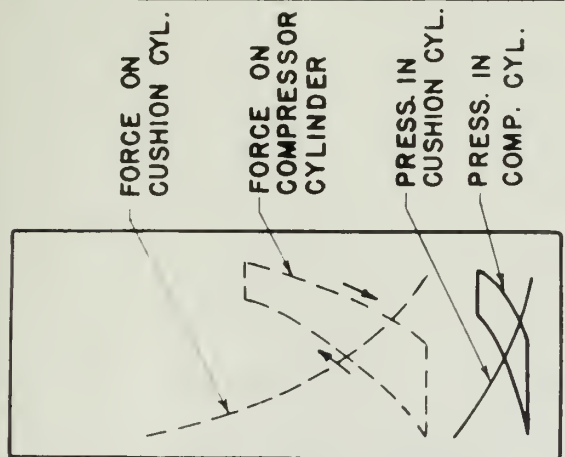 FORCE ON
CUSHION CYL.
FORCE ON
COMPRESSOR
CYLINDER
PRESS. IN
CUSHION CYL.
PRESS. IN
COMP. CYL.